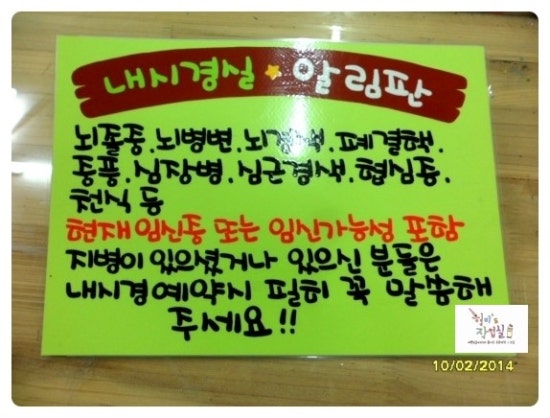 내시경실 ★ 알림판
뇌졸중.뇌병변.뇌경색.폐결핵.
중풍.심장병.심근경색.협심증.
천식 등
현재 임신중 또는 임신가능성 포함
지병이 있으셨거나 있으신 분들은
내시경예약시 필히 꼭 말씀해
주세요!!
10/02/2014